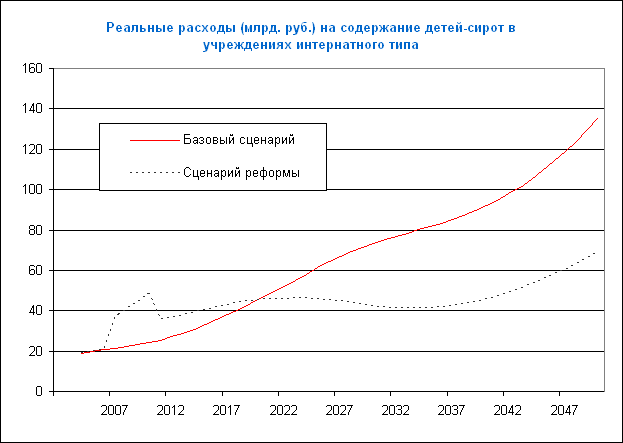 Реальные расходы (млрд. руб.) на содержание детей-сирот в
учреждениях интернатного типа
160
140
120
100
80
60
40
20
0
Базовый сценарий
Сценарий реформы
2007 2012 2017 2022 2027 2032 2037 2042 2047